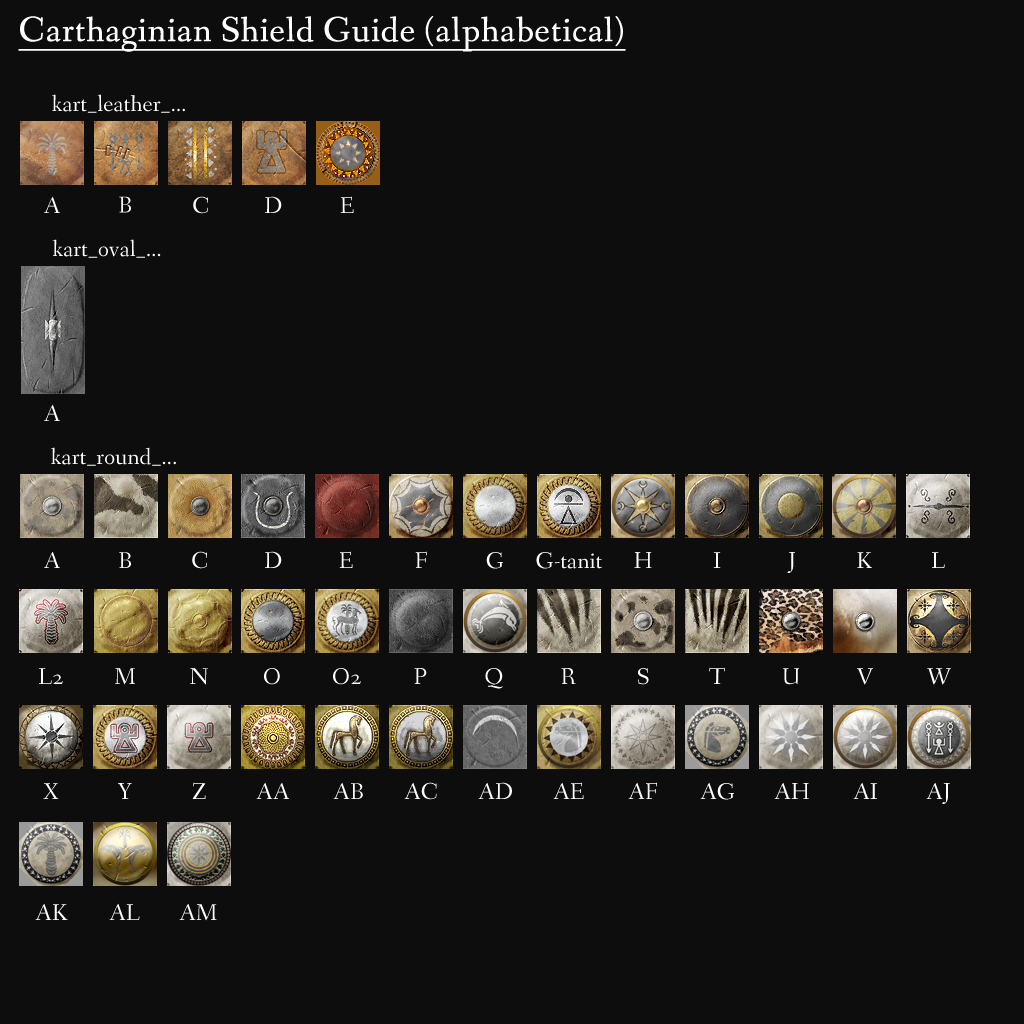 Carthaginian Shield Guide (alphabetical)
kart_leather_...
A B C D E
kart_oval_...
A
kart_round_...
A B C D E F G G-tanit H I J K L
L2 M N O O2 P Q R S T U V W
X Y Z AA AB AC AD AE AF AG AH AI AJ
AK AL AM